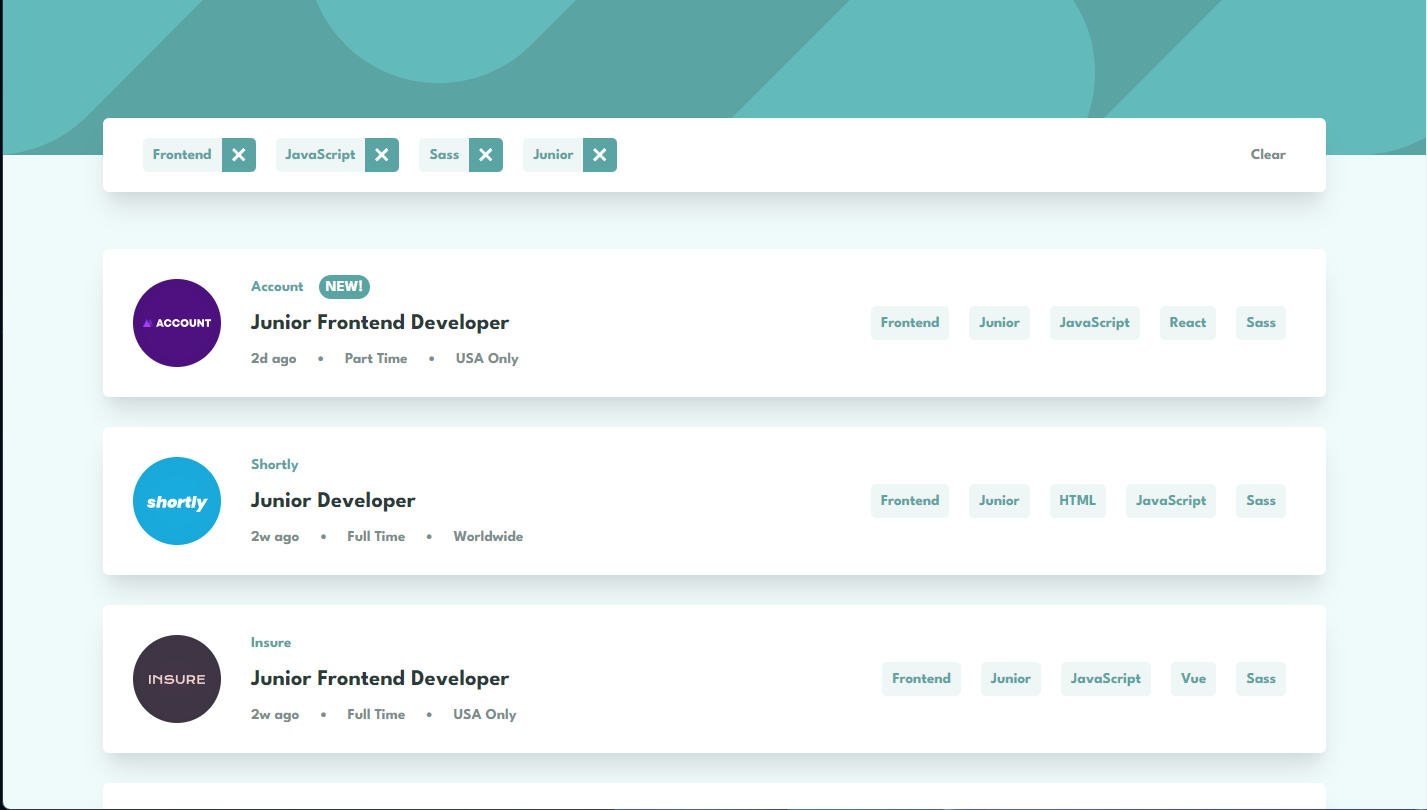 Frontend JavaScript Sass Junior Clear
Account NEW!
ACCOUNT
Junior Frontend Developer
2d ago • Part Time • USA Only
Frontend Junior JavaScript React Sass
Shortly
shortly
Junior Developer
2w ago • Full Time • Worldwide
Frontend Junior HTML JavaScript Sass
Insure
INSURE
Junior Frontend Developer
2w ago • Full Time • USA Only
Frontend Junior JavaScript Vue Sass